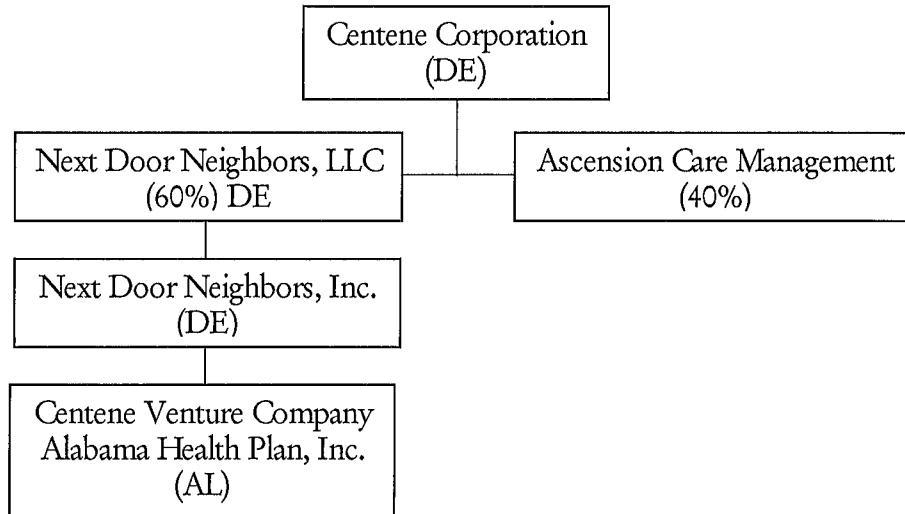 Centene Corporation
(DE)
Next Door Neighbors, LLC
(60%) DE
Ascension Care Management
(40%)
Next Door Neighbors, Inc.
(DE)
Centene Venture Company
Alabama Health Plan, Inc.
(AL)